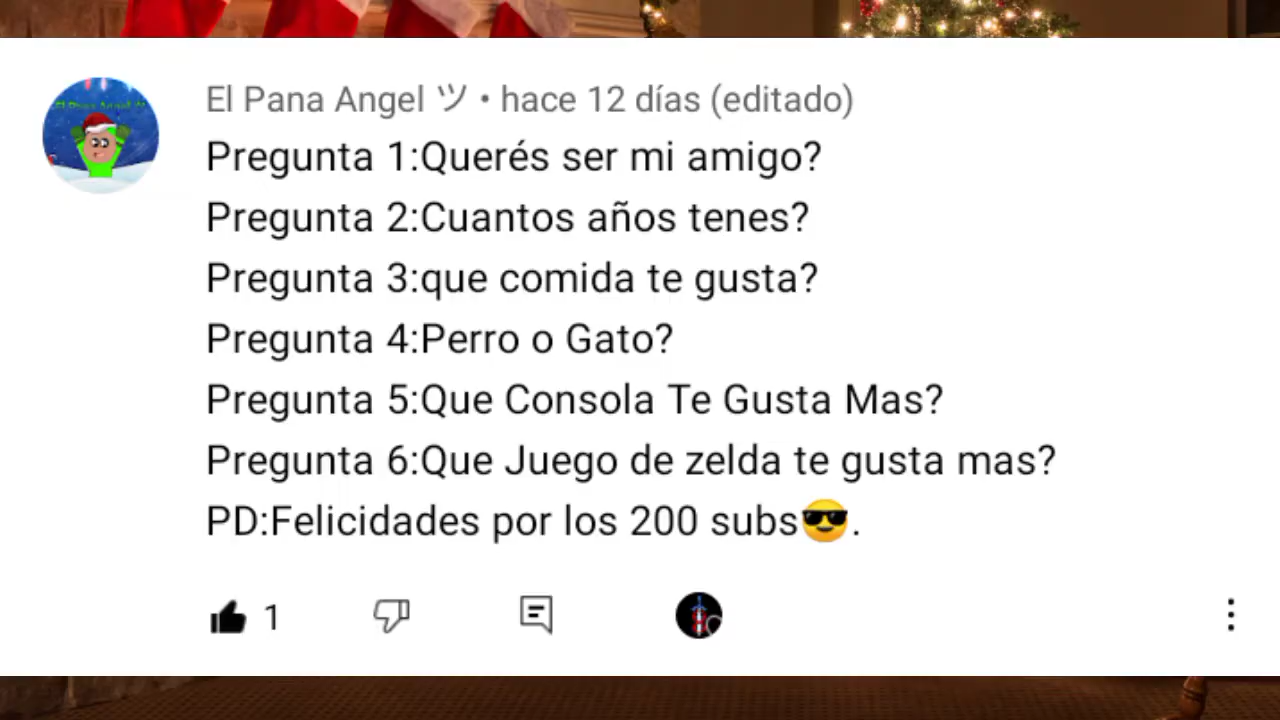 El Pana Angel ツ • hace 12 días (editado)
Pregunta 1:Querés ser mi amigo?
Pregunta 2:Cuantos años tenes?
Pregunta 3:que comida te gusta?
Pregunta 4:Perro o Gato?
Pregunta 5:Que Consola Te Gusta Mas?
Pregunta 6:Que Juego de zelda te gusta mas?
PD:Felicidades por los 200 subs😎.
1